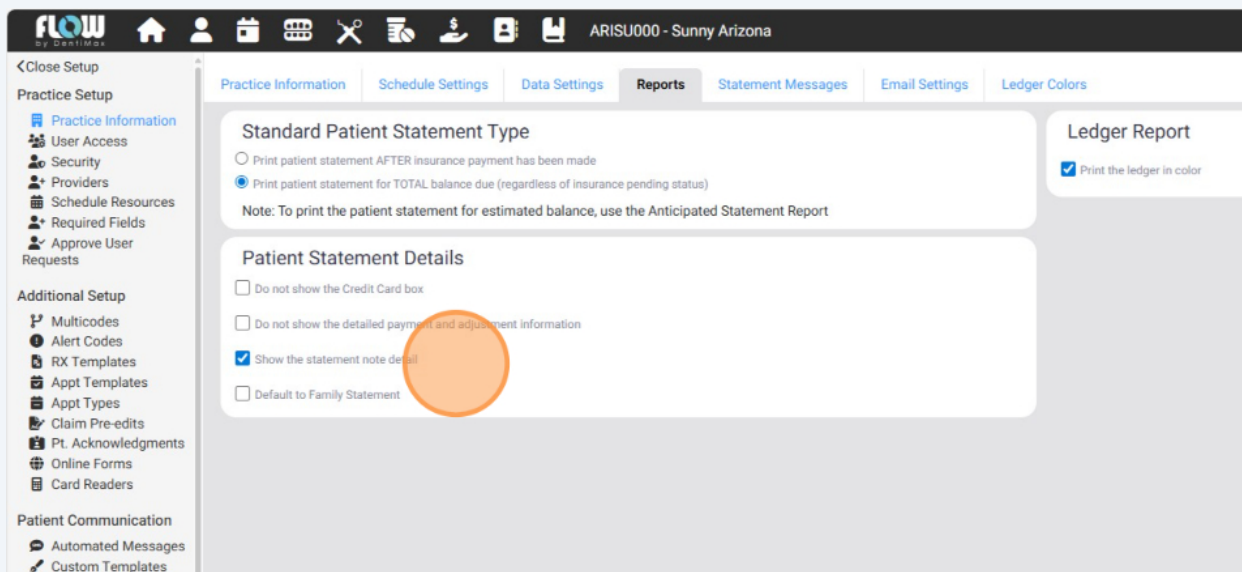 FLOW
by DentiMax
ARISU000 - Sunny Arizona
Close Setup
Practice Setup
Practice Information
User Access
Security
Providers
Schedule Resources
Required Fields
Approve User
Requests
Additional Setup
Multicodes
Alert Codes
RX Templates
Appt Templates
Appt Types
Claim Pre-edits
Pt. Acknowledgments
Online Forms
Card Readers
Patient Communication
Automated Messages
Custom Templates
Practice Information
Schedule Settings
Data Settings
Reports
Statement Messages
Email Settings
Ledger Colors
Standard Patient Statement Type
Print patient statement AFTER insurance payment has been made
Print patient statement for TOTAL balance due (regardless of insurance pending status)
Note: To print the patient statement for estimated balance, use the Anticipated Statement Report
Patient Statement Details
Do not show the Credit Card box
Do not show the detailed payment and adjustment information
Show the statement note detail
Default to Family Statement
Ledger Report
Print the ledger in color